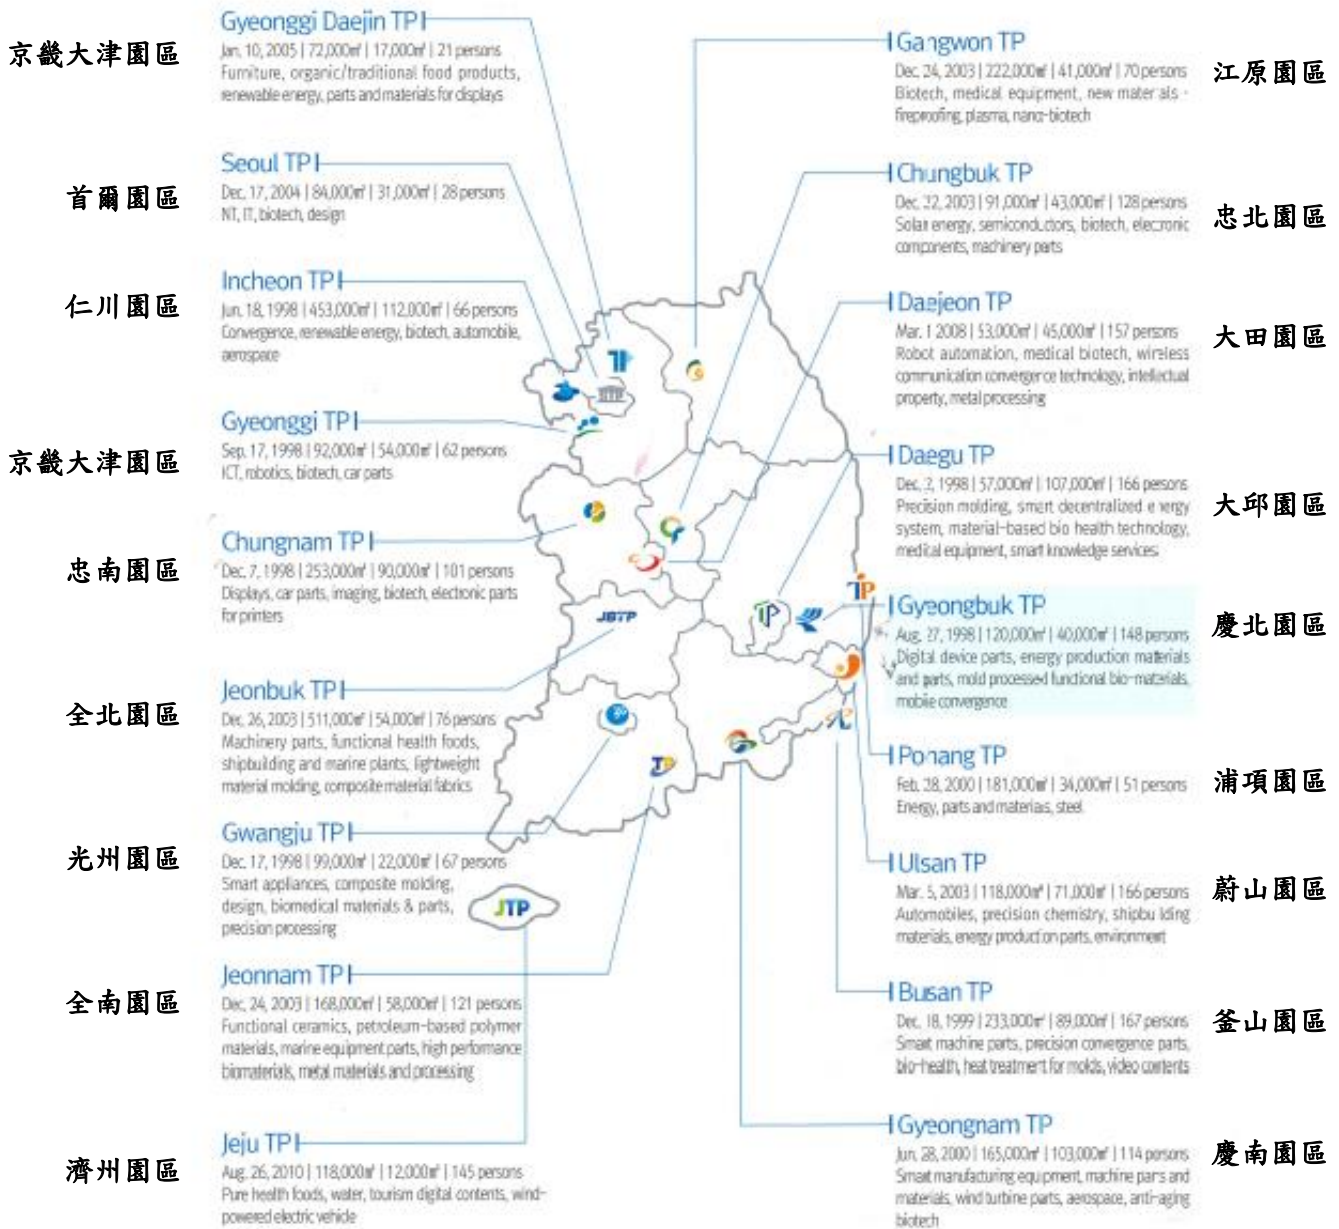 京畿大津園區
Gyeonggi Daejin TP
Jan. 10, 2005 | 72,000㎡ | 17,000㎡ | 21 persons
Furniture, organic/traditional food products,
renewable energy, parts and materials for displays
首爾園區
Seoul TP
Dec. 17, 2004 | 84,000㎡ | 31,000㎡ | 28 persons
NT, IT, biotech, design
仁川園區
Incheon TP
Jun. 18, 1998 | 453,000㎡ | 112,000㎡ | 66 persons
Convergence, renewable energy, biotech, automobile,
aerospace
京畿大津園區
Gyeonggi TP
Sep. 17, 1998 | 92,000㎡ | 54,000㎡ | 62 persons
ICT, robotics, biotech, car parts
忠南園區
Chungnam TP
Dec. 7, 1998 | 253,000㎡ | 90,000㎡ | 101 persons
Displays, car parts, imaging, biotech, electronic parts
for printers
全北園區
Jeonbuk TP
Dec. 26, 2003 | 511,000㎡ | 54,000㎡ | 76 persons
Machinery parts, functional health foods,
shipbuilding and marine plants, lightweight
material molding, composite material fabrics
光州園區
Gwangju TP
Dec. 17, 1998 | 99,000㎡ | 22,000㎡ | 67 persons
Smart appliances, composite molding,
design, biomedical materials & parts,
precision processing
全南園區
Jeonnam TP
Dec. 24, 2003 | 168,000㎡ | 58,000㎡ | 121 persons
Functional ceramics, petroleum-based polymer
materials, marine equipment parts, high performance
biomaterials, metal materials and processing
濟州園區
Jeju TP
Aug. 26, 2010 | 118,000㎡ | 12,000㎡ | 145 persons
Pure health foods, water, tourism digital contents, wind-
powered electric vehicle
JBTP
TP
JTP
TP
TP
Gangwon TP
江原園區
Dec. 24, 2003 | 222,000㎡ | 41,000㎡ | 70 persons
Biotech, medical equipment, new materials -
fireproofing, plasma, nano-biotech
Chungbuk TP
忠北園區
Dec. 22, 2003 | 91,000㎡ | 43,000㎡ | 128 persons
Solar energy, semiconductors, biotech, electronic
components, machinery parts
Daejeon TP
大田園區
Mar. 1 2008 | 53,000㎡ | 45,000㎡ | 157 persons
Robot automation, medical biotech, wireless
communication convergence technology, intellectual
property, metal processing
Daegu TP
大邱園區
Dec. 2, 1998 | 57,000㎡ | 107,000㎡ | 166 persons
Precision molding, smart decentralized energy
system, material-based bio health technology,
medical equipment, smart knowledge services
Gyeongbuk TP
慶北園區
Aug. 27, 1998 | 120,000㎡ | 40,000㎡ | 148 persons
Digital device parts, energy production materials
and parts, mold processed functional bio-materials,
mobile convergence
Pohang TP
浦項園區
Feb. 28, 2000 | 181,000㎡ | 34,000㎡ | 51 persons
Energy, parts and materials, steel
Ulsan TP
蔚山園區
Mar. 5, 2003 | 118,000㎡ | 71,000㎡ | 166 persons
Automobiles, precision chemistry, shipbuilding
materials, energy production parts, environment
Busan TP
釜山園區
Dec. 18, 1999 | 233,000㎡ | 89,000㎡ | 167 persons
Smart machine parts, precision convergence parts,
bio-health, heat treatment for molds, video contents
Gyeongnam TP
慶南園區
Jun. 28, 2000 | 165,000㎡ | 103,000㎡ | 114 persons
Smart manufacturing equipment, machine parts and
materials, wind turbine parts, aerospace, anti-aging
biotech